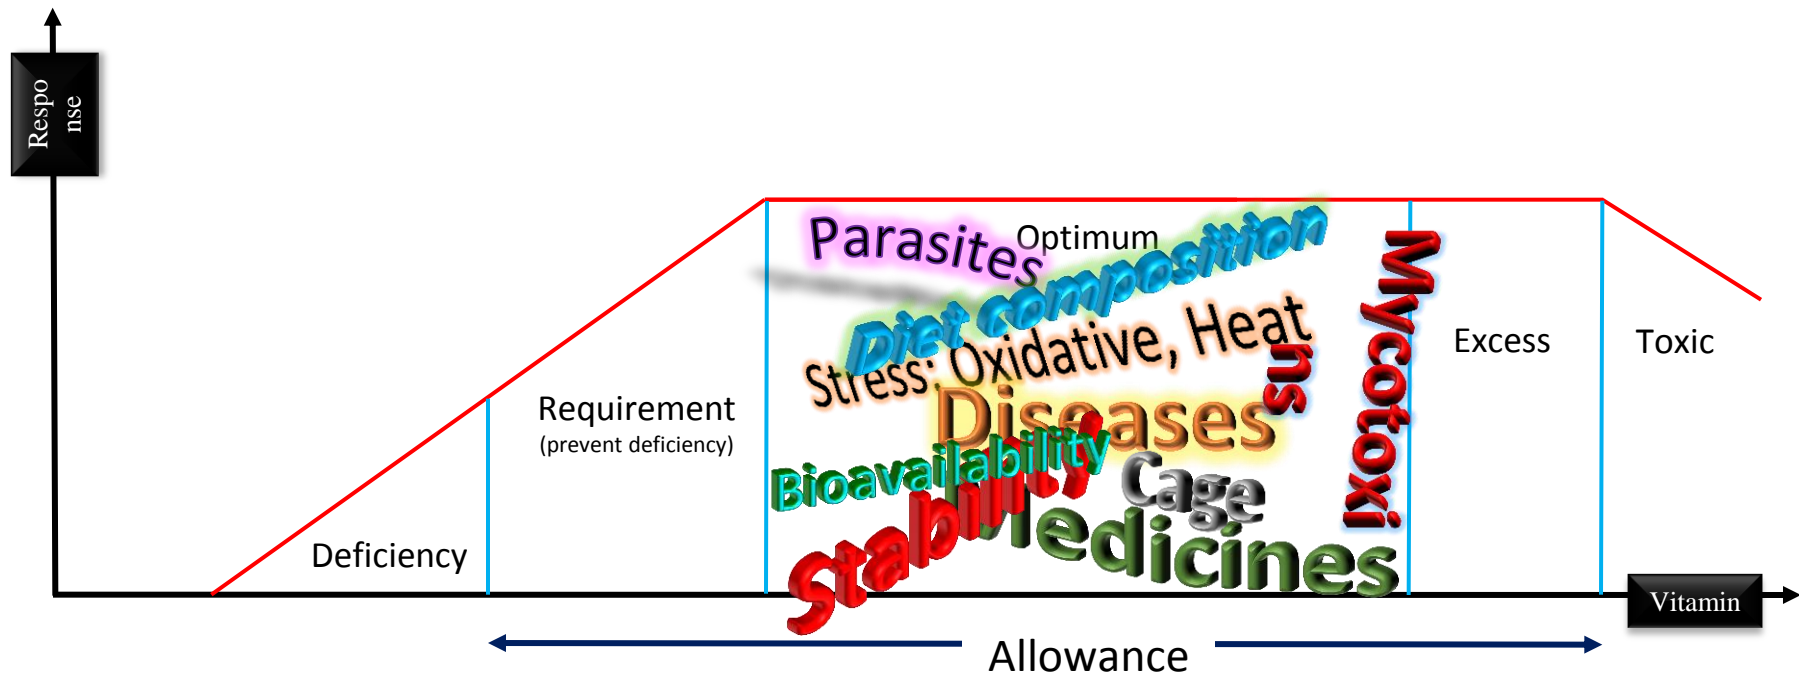 Respo
nse
Parasites
Optimum
Diet composition
Stress: Oxidative, Heat
Mycotoxi
ns
Excess
Toxic
Requirement
(prevent deficiency)
Diseases
Bioavailability
Cage
Stability
Medicines
Deficiency
Vitamin
Allowance